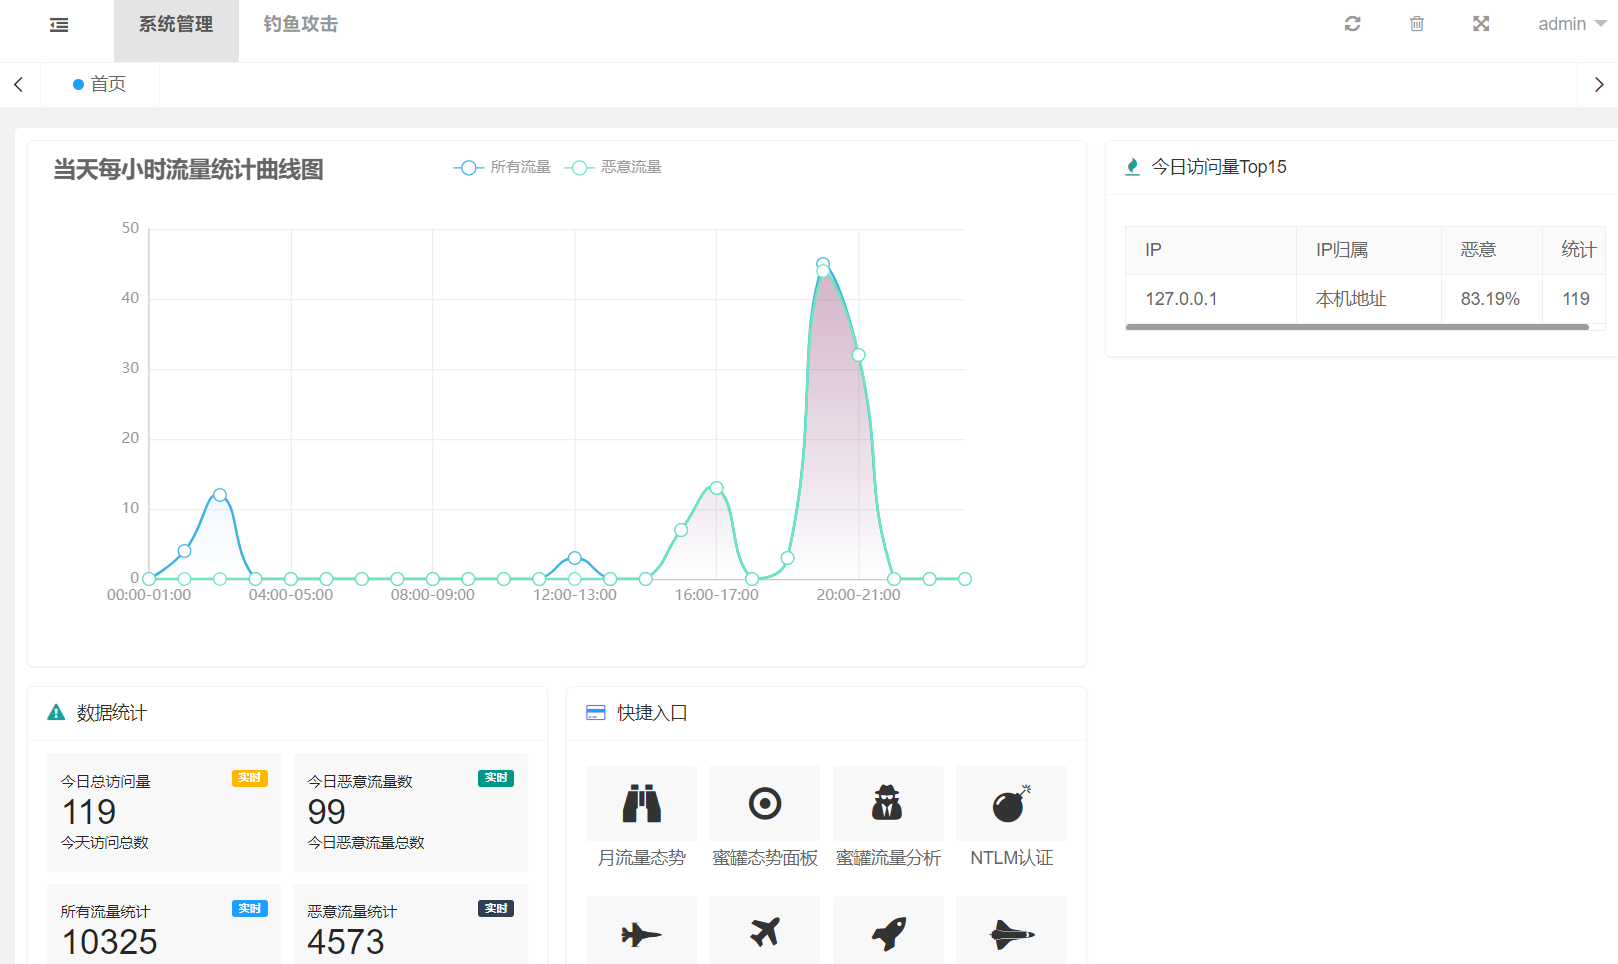 系统管理
钓鱼攻击
admin
首页
当天每小时流量统计曲线图
所有流量
恶意流量
50
40
30
20
10
0
00:00-01:00
04:00-05:00
08:00-09:00
12:00-13:00
16:00-17:00
20:00-21:00
今日访问量Top15
IP IP归属 恶意 统计
127.0.0.1 本机地址 83.19% 119
数据统计
今日总访问量 实时
119
今天访问总数
今日恶意流量数 实时
99
今日恶意流量总数
所有流量统计 实时
10325
恶意流量统计 实时
4573
快捷入口
月流量态势
蜜罐态势面板
蜜罐流量分析
NTLM认证